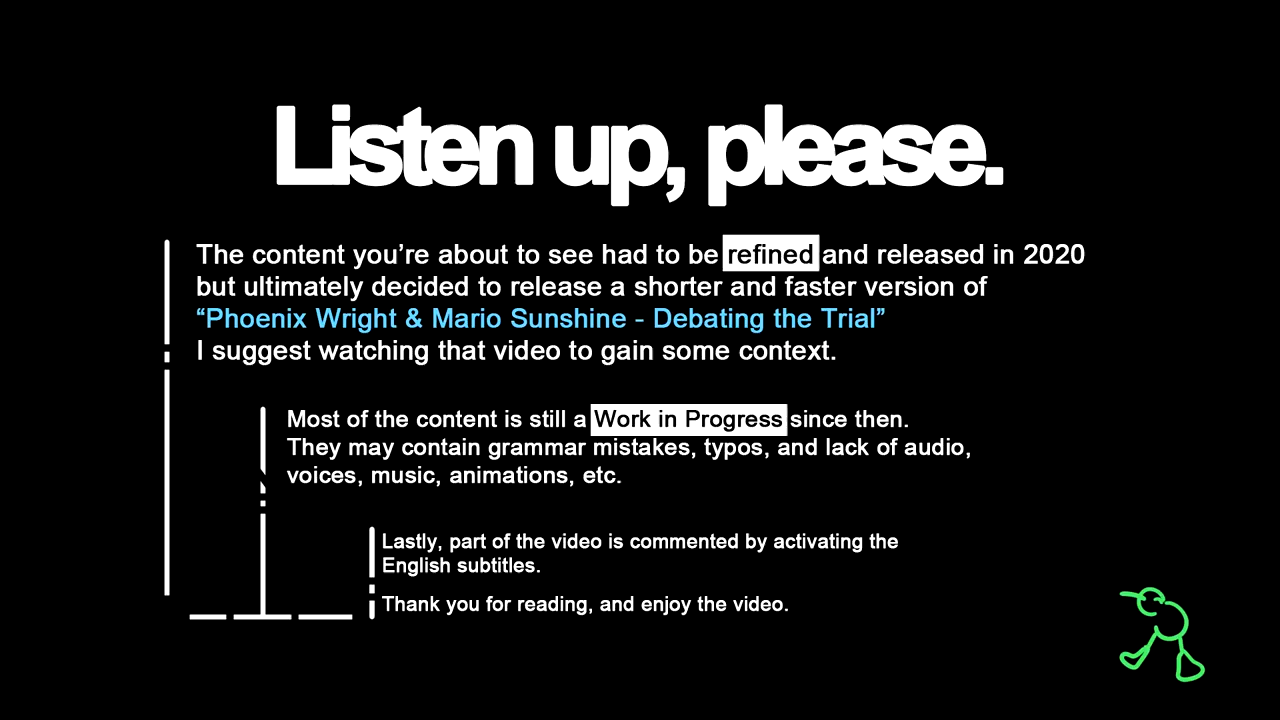 Listen up, please.
The content you’re about to see had to be refined and released in 2020
but ultimately decided to release a shorter and faster version of
“Phoenix Wright & Mario Sunshine - Debating the Trial”
I suggest watching that video to gain some context.
Most of the content is still a Work in Progress since then.
They may contain grammar mistakes, typos, and lack of audio,
voices, music, animations, etc.
Lastly, part of the video is commented by activating the
English subtitles.
Thank you for reading, and enjoy the video.